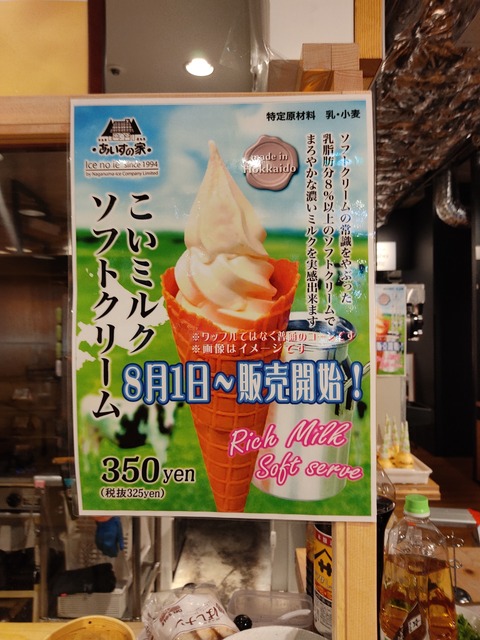 特定原材料 乳・小麦
あいすの家
Ice no ie since 1994
by Naganuma Ice Company Limited
made in
Hokkaido
ソフトクリームの常識をやぶった
乳脂肪分8%以上のソフトクリームで
まろやかな濃いミルクを実感出来ます
こいミルク
ソフトクリーム
※ワッフルではなく普通のコーンです
※画像はイメージです
8月1日～販売開始！
Rich Milk
Soft serve
350yen
(税抜325yen)